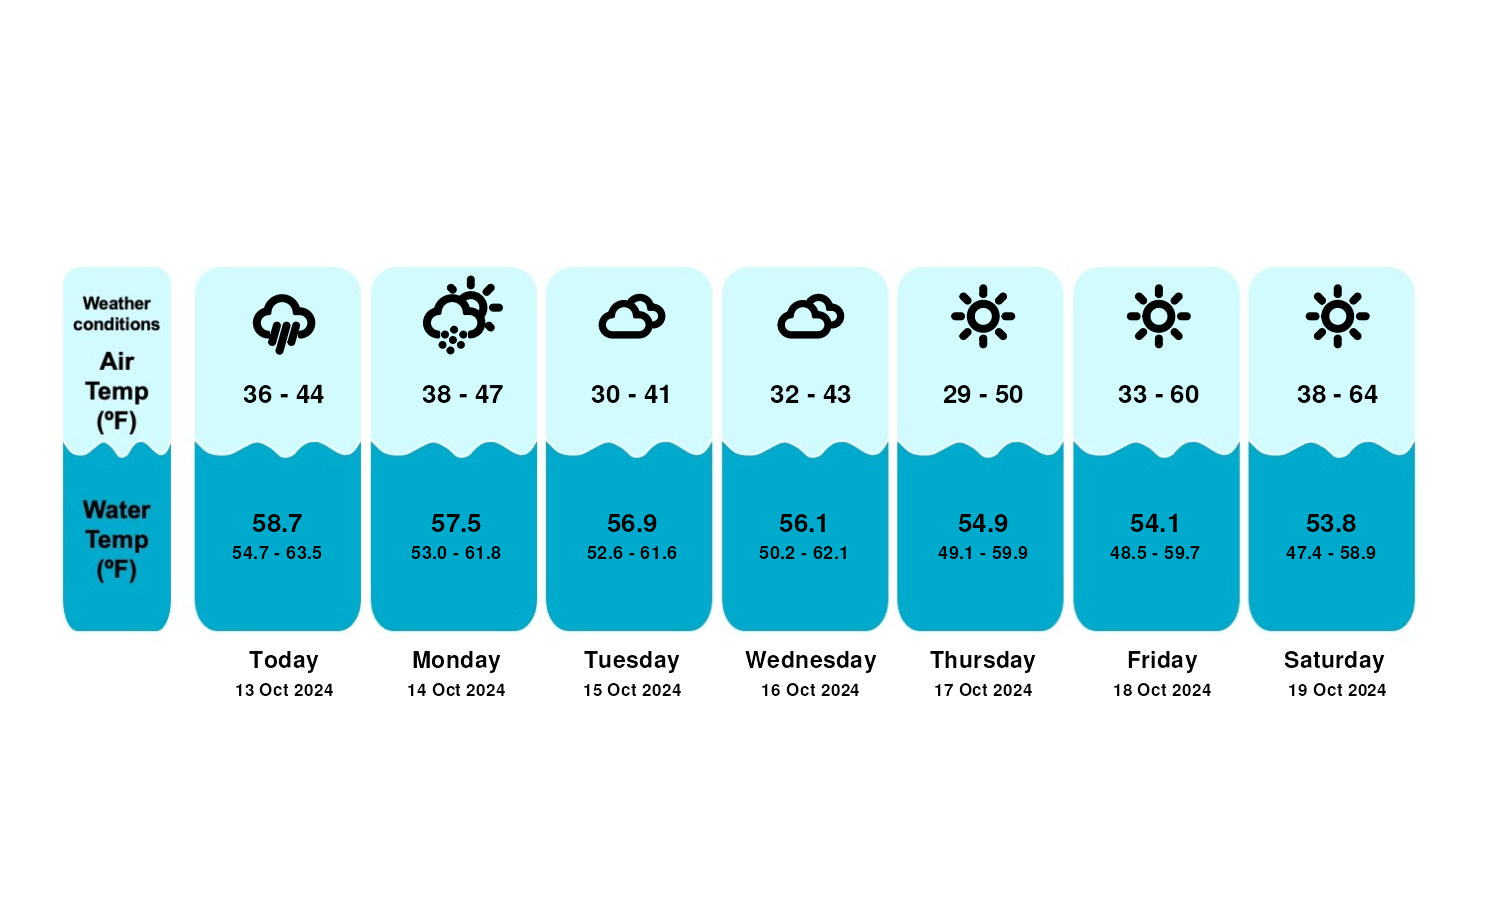 Weather
conditions
Air
Temp
(ºF)
Water
Temp
(ºF)
36 - 44
38 - 47
30 - 41
32 - 43
29 - 50
33 - 60
38 - 64
58.7
54.7 - 63.5
57.5
53.0 - 61.8
56.9
52.6 - 61.6
56.1
50.2 - 62.1
54.9
49.1 - 59.9
54.1
48.5 - 59.7
53.8
47.4 - 58.9
Today
13 Oct 2024
Monday
14 Oct 2024
Tuesday
15 Oct 2024
Wednesday
16 Oct 2024
Thursday
17 Oct 2024
Friday
18 Oct 2024
Saturday
19 Oct 2024